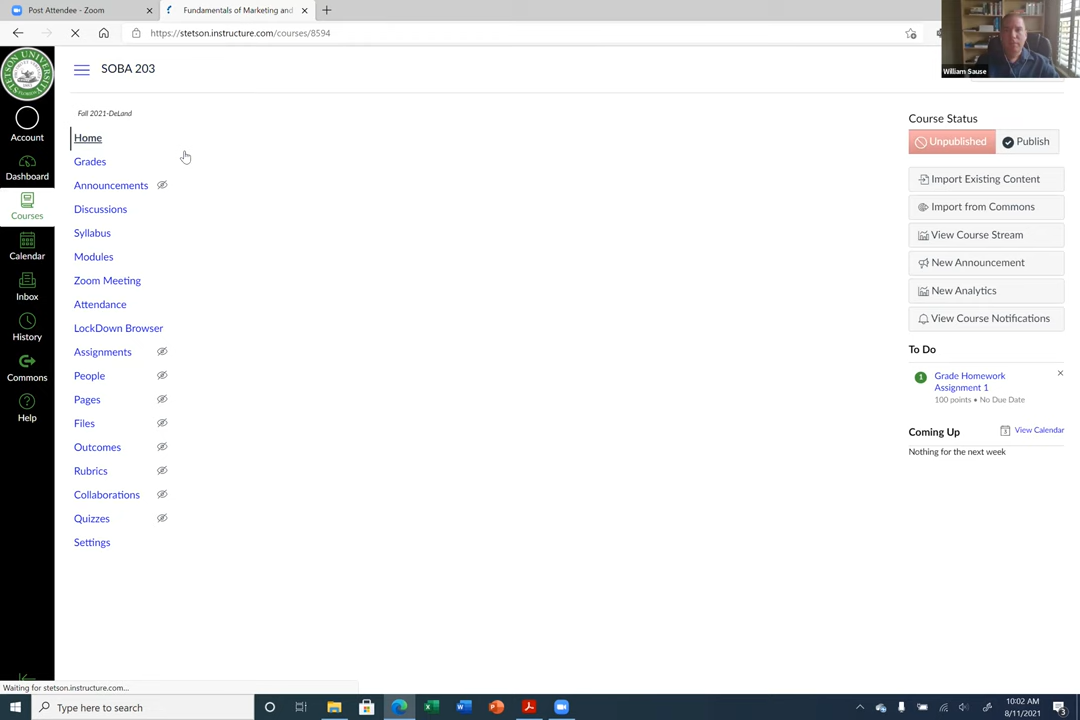 Post Attendee - Zoom
Fundamentals of Marketing and
https://stetson.instructure.com/courses/8594
William Sause
STETSON UNIVERSITY
SOBA 203
Fall 2021-DeLand
Account
Dashboard
Courses
Calendar
Inbox
History
Commons
Help
Home
Grades
Announcements
Discussions
Syllabus
Modules
Zoom Meeting
Attendance
LockDown Browser
Assignments
People
Pages
Files
Outcomes
Rubrics
Collaborations
Quizzes
Settings
Course Status
Unpublished
Publish
Import Existing Content
Import from Commons
View Course Stream
New Announcement
New Analytics
View Course Notifications
To Do
1
Grade Homework
Assignment 1
100 points • No Due Date
Coming Up
View Calendar
Nothing for the next week
Waiting for stetson.instructure.com...
Type here to search
10:02 AM
8/11/2021
3